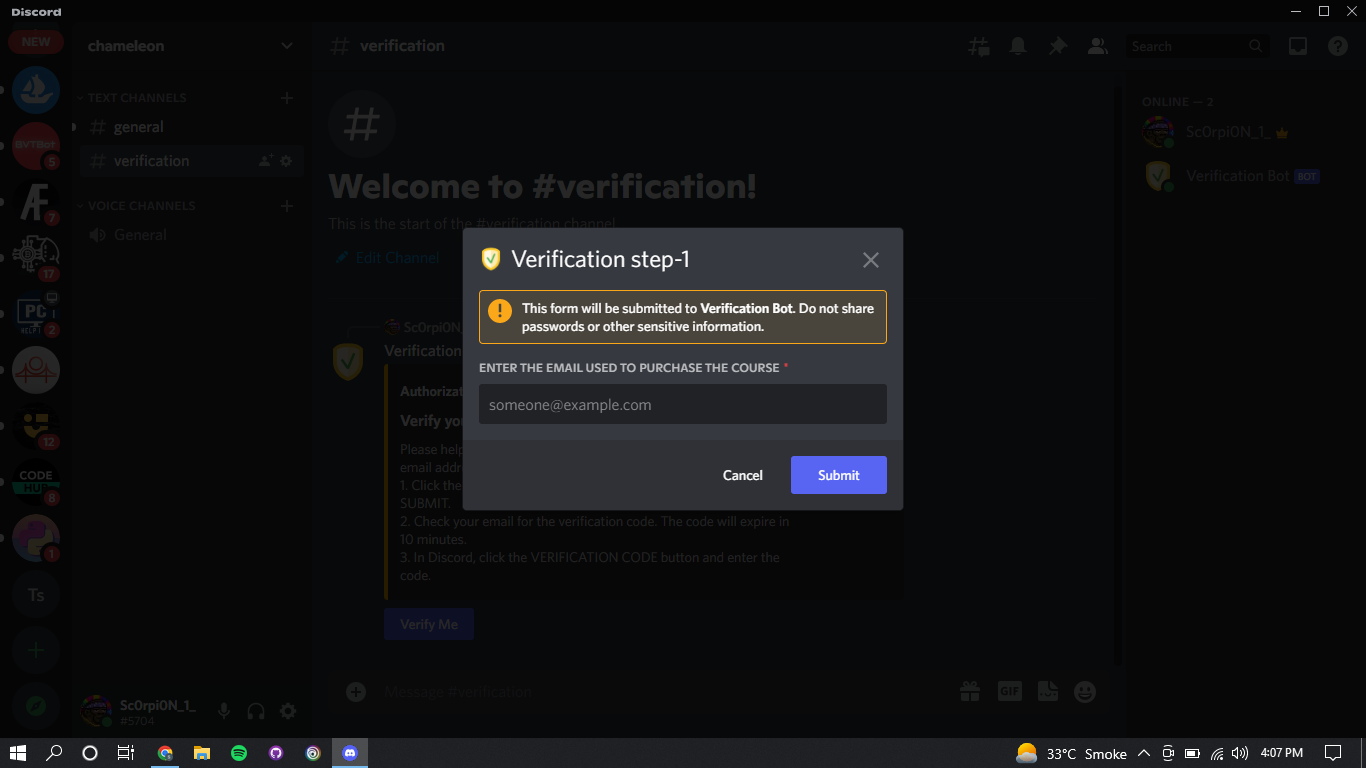 Discord
NEW
chameleon
verification
Search
TEXT CHANNELS
general
verification
VOICE CHANNELS
General
BVTBot
5
7
17
PC
HELP!
2
12
CODE
HUB
8
1
Ts
Welcome to #verification!
This is the start of the #verification channel.
Edit Channel
ONLINE — 2
Sc0rpi0N_1_
Verification Bot BOT
Verification step-1
This form will be submitted to Verification Bot. Do not share
passwords or other sensitive information.
ENTER THE EMAIL USED TO PURCHASE THE COURSE *
someone@example.com
Cancel
Submit
Sc0rpi0N_
Verification
Verify
Please help
1. Click the
SUBMIT.
2. Check your email for the verification code. The code will expire in
10 minutes.
3. In Discord, click the VERIFICATION CODE button and enter the
code.
Verify Me
Message #verification
GIF
Sc0rpi0N_1_
#5704
33°C Smoke
4:07 PM